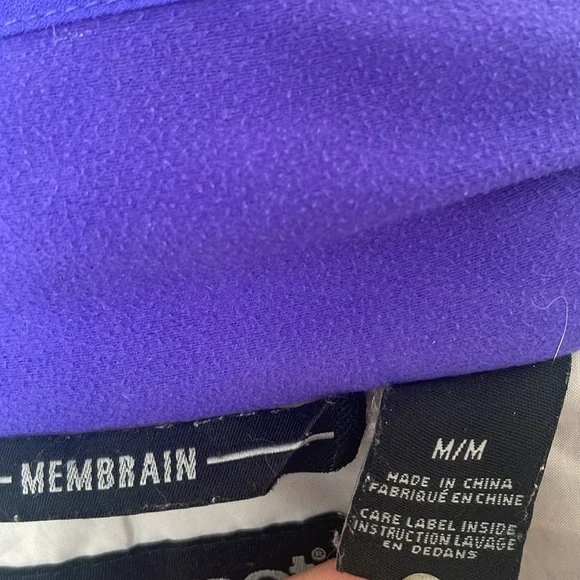 MEMBRAIN
M/M
MADE IN CHINA
FABRIQUÉ EN CHINE
CARE LABEL INSIDE
INSTRUCTION LAVAGE
EN DEDANS